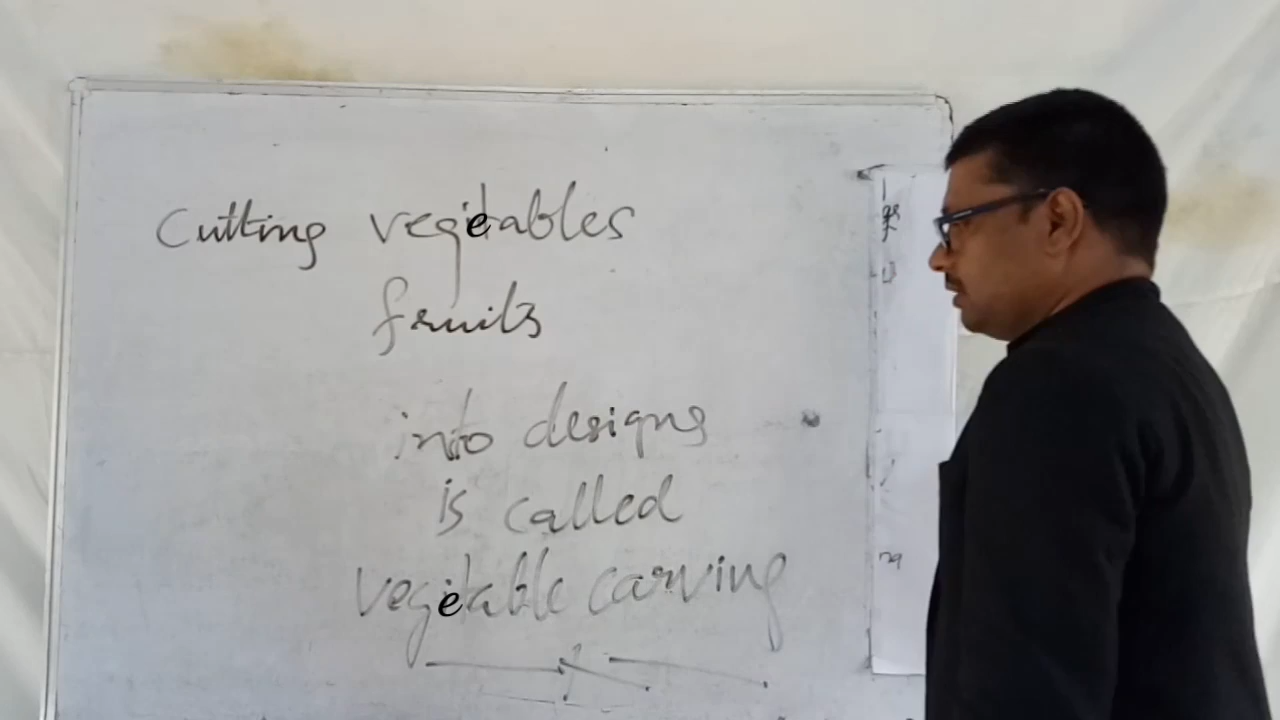 Cutting vegetables
fruits
into designs
is called
vegetable carving